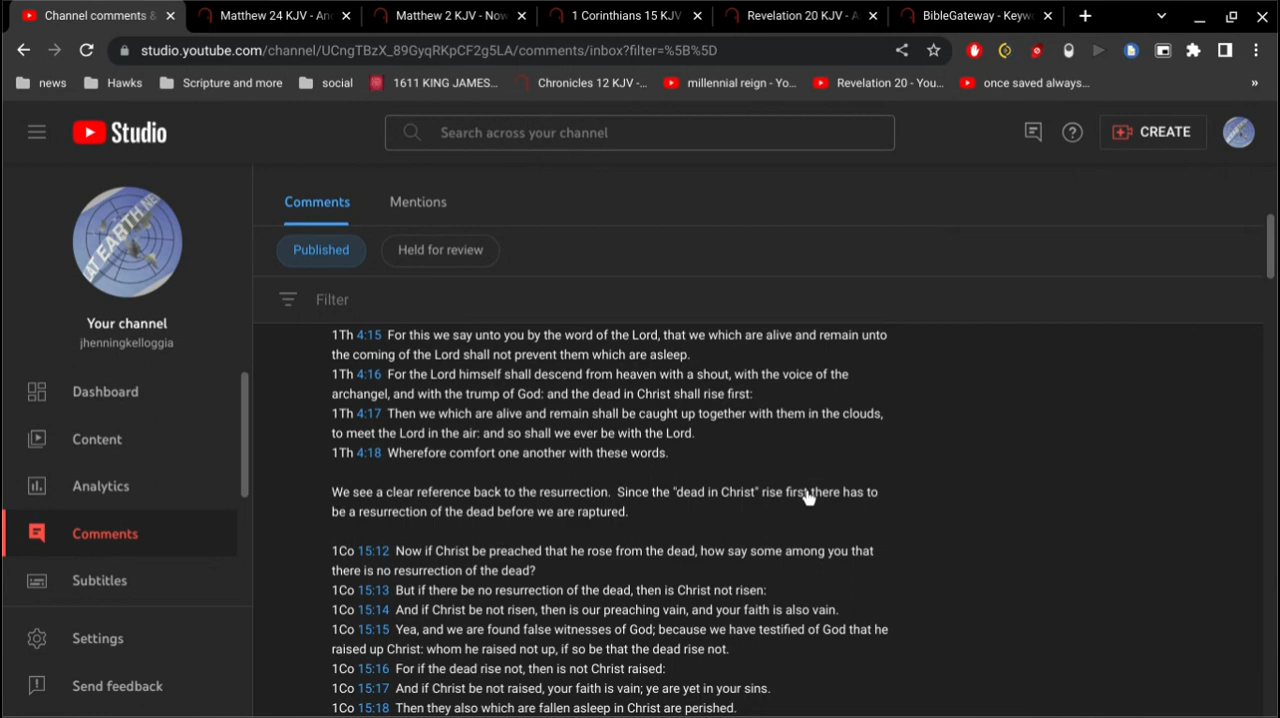 Channel comments &
Matthew 24 KJV - An
Matthew 2 KJV - Now
1 Corinthians 15 KJV
Revelation 20 KJV - A
BibleGateway - Keyw
studio.youtube.com/channel/UCngTBzX_89GyqRKpCF2g5LA/comments/inbox?filter=%5B%5D
news
Hawks
Scripture and more
social
1611 KING JAMES...
Chronicles 12 KJV -...
millennial reign - Yo...
Revelation 20 - You...
once saved always...
Studio
Search across your channel
CREATE
AT EARTH NE
Your channel
jhenningkelloggia
Dashboard
Content
Analytics
Comments
Subtitles
Settings
Send feedback
Comments
Mentions
Published
Held for review
Filter
1Th 4:15 For this we say unto you by the word of the Lord, that we which are alive and remain unto
the coming of the Lord shall not prevent them which are asleep.
1Th 4:16 For the Lord himself shall descend from heaven with a shout, with the voice of the
archangel, and with the trump of God: and the dead in Christ shall rise first:
1Th 4:17 Then we which are alive and remain shall be caught up together with them in the clouds,
to meet the Lord in the air: and so shall we ever be with the Lord.
1Th 4:18 Wherefore comfort one another with these words.
We see a clear reference back to the resurrection. Since the "dead in Christ" rise first there has to
be a resurrection of the dead before we are raptured.
1Co 15:12 Now if Christ be preached that he rose from the dead, how say some among you that
there is no resurrection of the dead?
1Co 15:13 But if there be no resurrection of the dead, then is Christ not risen:
1Co 15:14 And if Christ be not risen, then is our preaching vain, and your faith is also vain.
1Co 15:15 Yea, and we are found false witnesses of God; because we have testified of God that he
raised up Christ: whom he raised not up, if so be that the dead rise not.
1Co 15:16 For if the dead rise not, then is not Christ raised:
1Co 15:17 And if Christ be not raised, your faith is vain; ye are yet in your sins.
1Co 15:18 Then they also which are fallen asleep in Christ are perished.